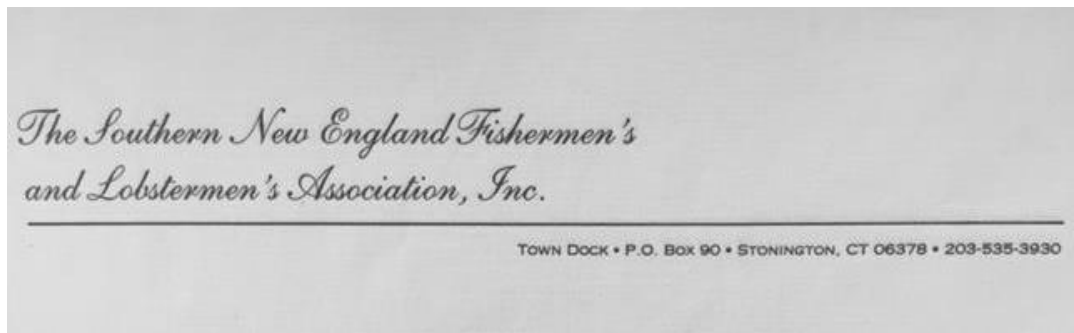 The Southern New England Fishermen's
and Lobstermen's Association, Inc.
TOWN DOCK • P.O. BOX 90 • STONINGTON, CT 06378 • 203-535-3930